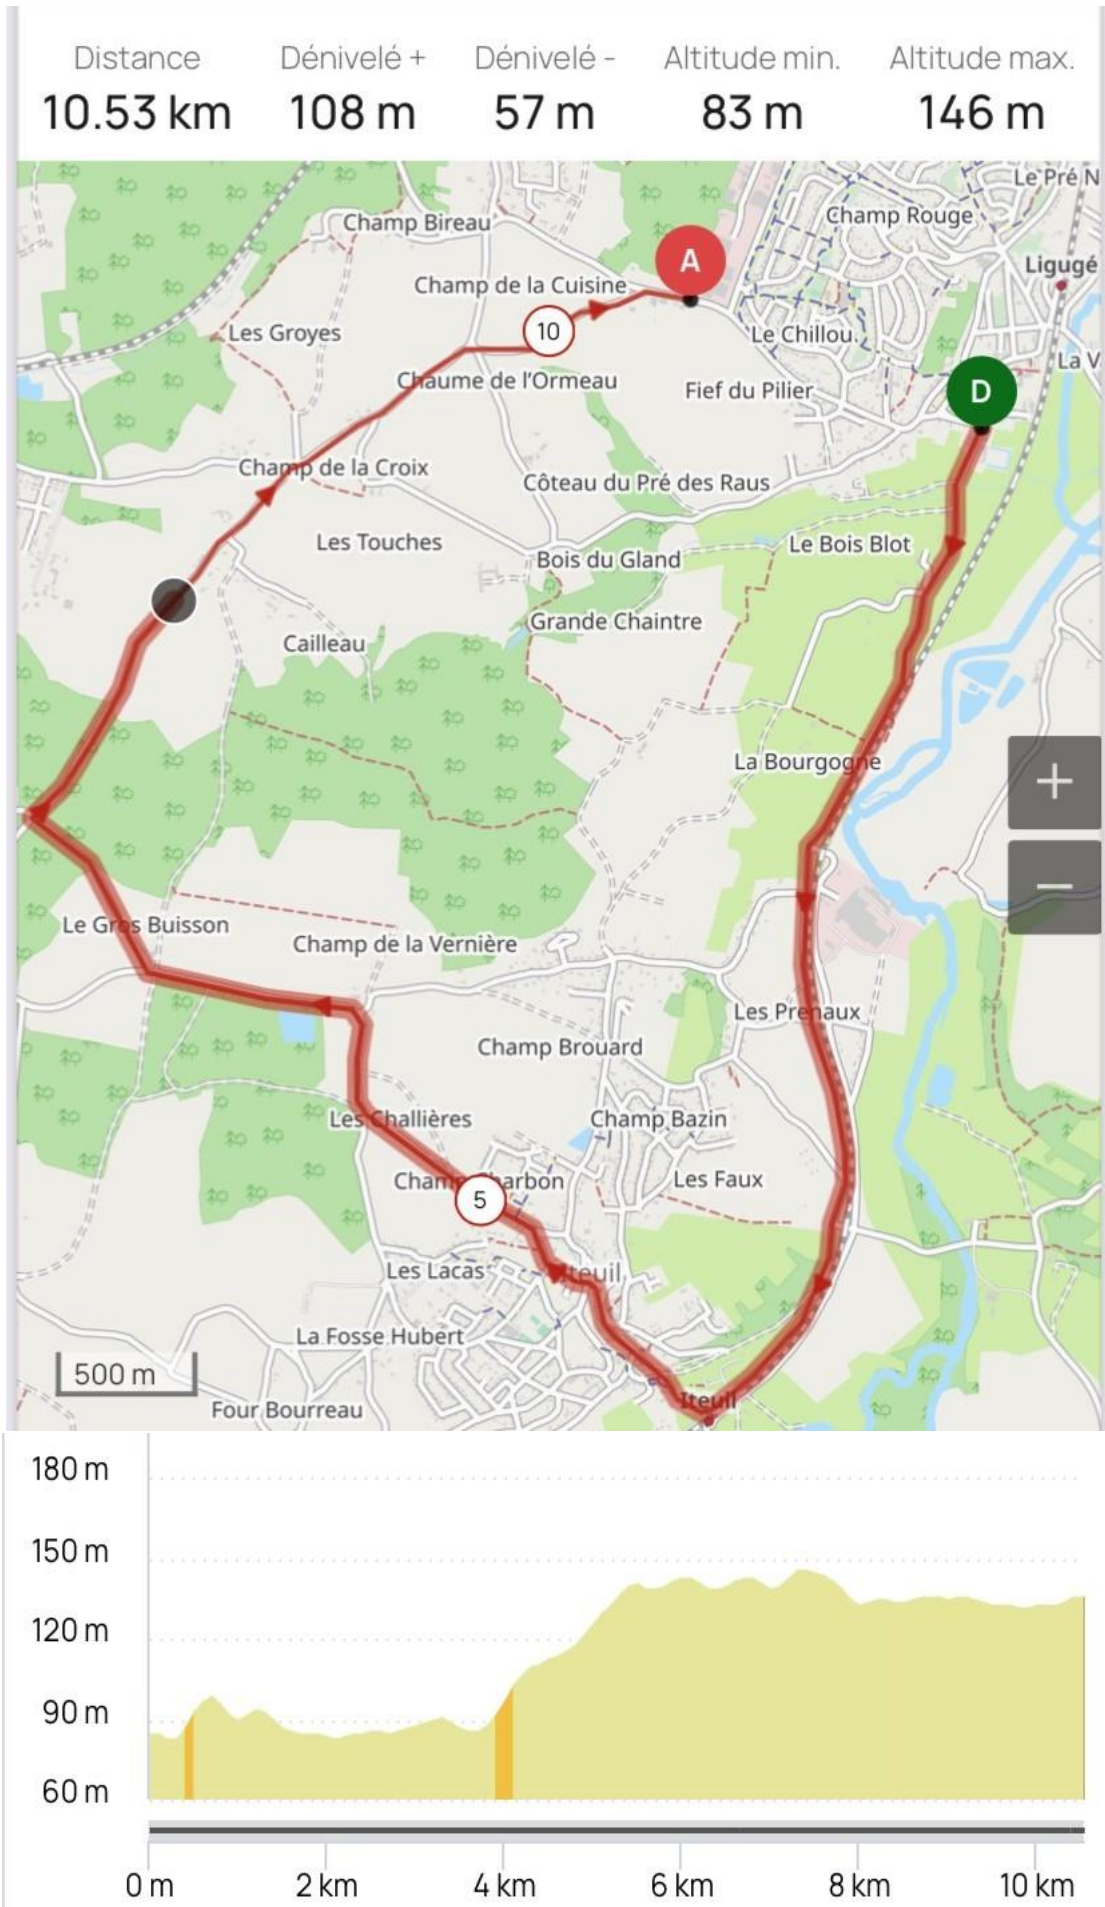 Distance Dénivelé + Dénivelé - Altitude min. Altitude max.
10.53 km 108 m 57 m 83 m 146 m
Le Pré N
Champ Rouge
Champ Bireau
A
Ligugé
Champ de la Cuisine
10
Les Groyes
Le Chillou
La V
Chaume de l'Ormeau
Fief du Pilier
D
Champ de la Croix
Côteau du Pré des Raus
Les Touches
Bois du Gland
Le Bois Blot
Grande Chaintre
Cailleau
La Bourgogne
+
−
Le Gros Buisson
Champ de la Vernière
Les Prenaux
Champ Brouard
Les Challières
Champ Bazin
Champ Charbon
Les Faux
5
Les Lacas
Iteuil
La Fosse Hubert
500 m
Iteuil
Four Bourreau
180 m
150 m
120 m
90 m
60 m
0 m 2 km 4 km 6 km 8 km 10 km